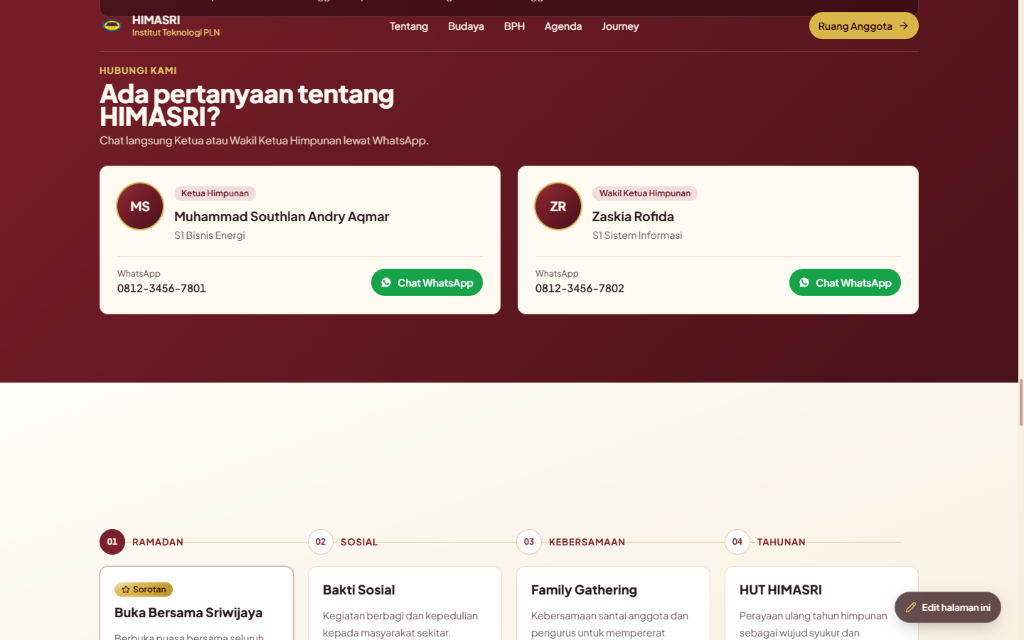 HIMASRI
Institut Teknologi PLN
Tentang
Budaya
BPH
Agenda
Journey
Ruang Anggota
HUBUNGI KAMI
Ada pertanyaan tentang
HIMASRI?
Chat langsung Ketua atau Wakil Ketua Himpunan lewat WhatsApp.
MS
Ketua Himpunan
Muhammad Southlan Andry Aqmar
S1 Bisnis Energi
WhatsApp
0812-3456-7801
Chat WhatsApp
ZR
Wakil Ketua Himpunan
Zaskia Rofida
S1 Sistem Informasi
WhatsApp
0812-3456-7802
Chat WhatsApp
01 RAMADAN
02 SOSIAL
03 KEBERSAMAAN
04 TAHUNAN
Sorotan
Buka Bersama Sriwijaya
Berbuka puasa bersama seluruh
Bakti Sosial
Kegiatan berbagi dan kepedulian
kepada masyarakat sekitar.
Family Gathering
Kebersamaan santai anggota dan
pengurus untuk mempererat
HUT HIMASRI
Perayaan ulang tahun himpunan
sebagai wujud syukur dan
Edit halaman ini